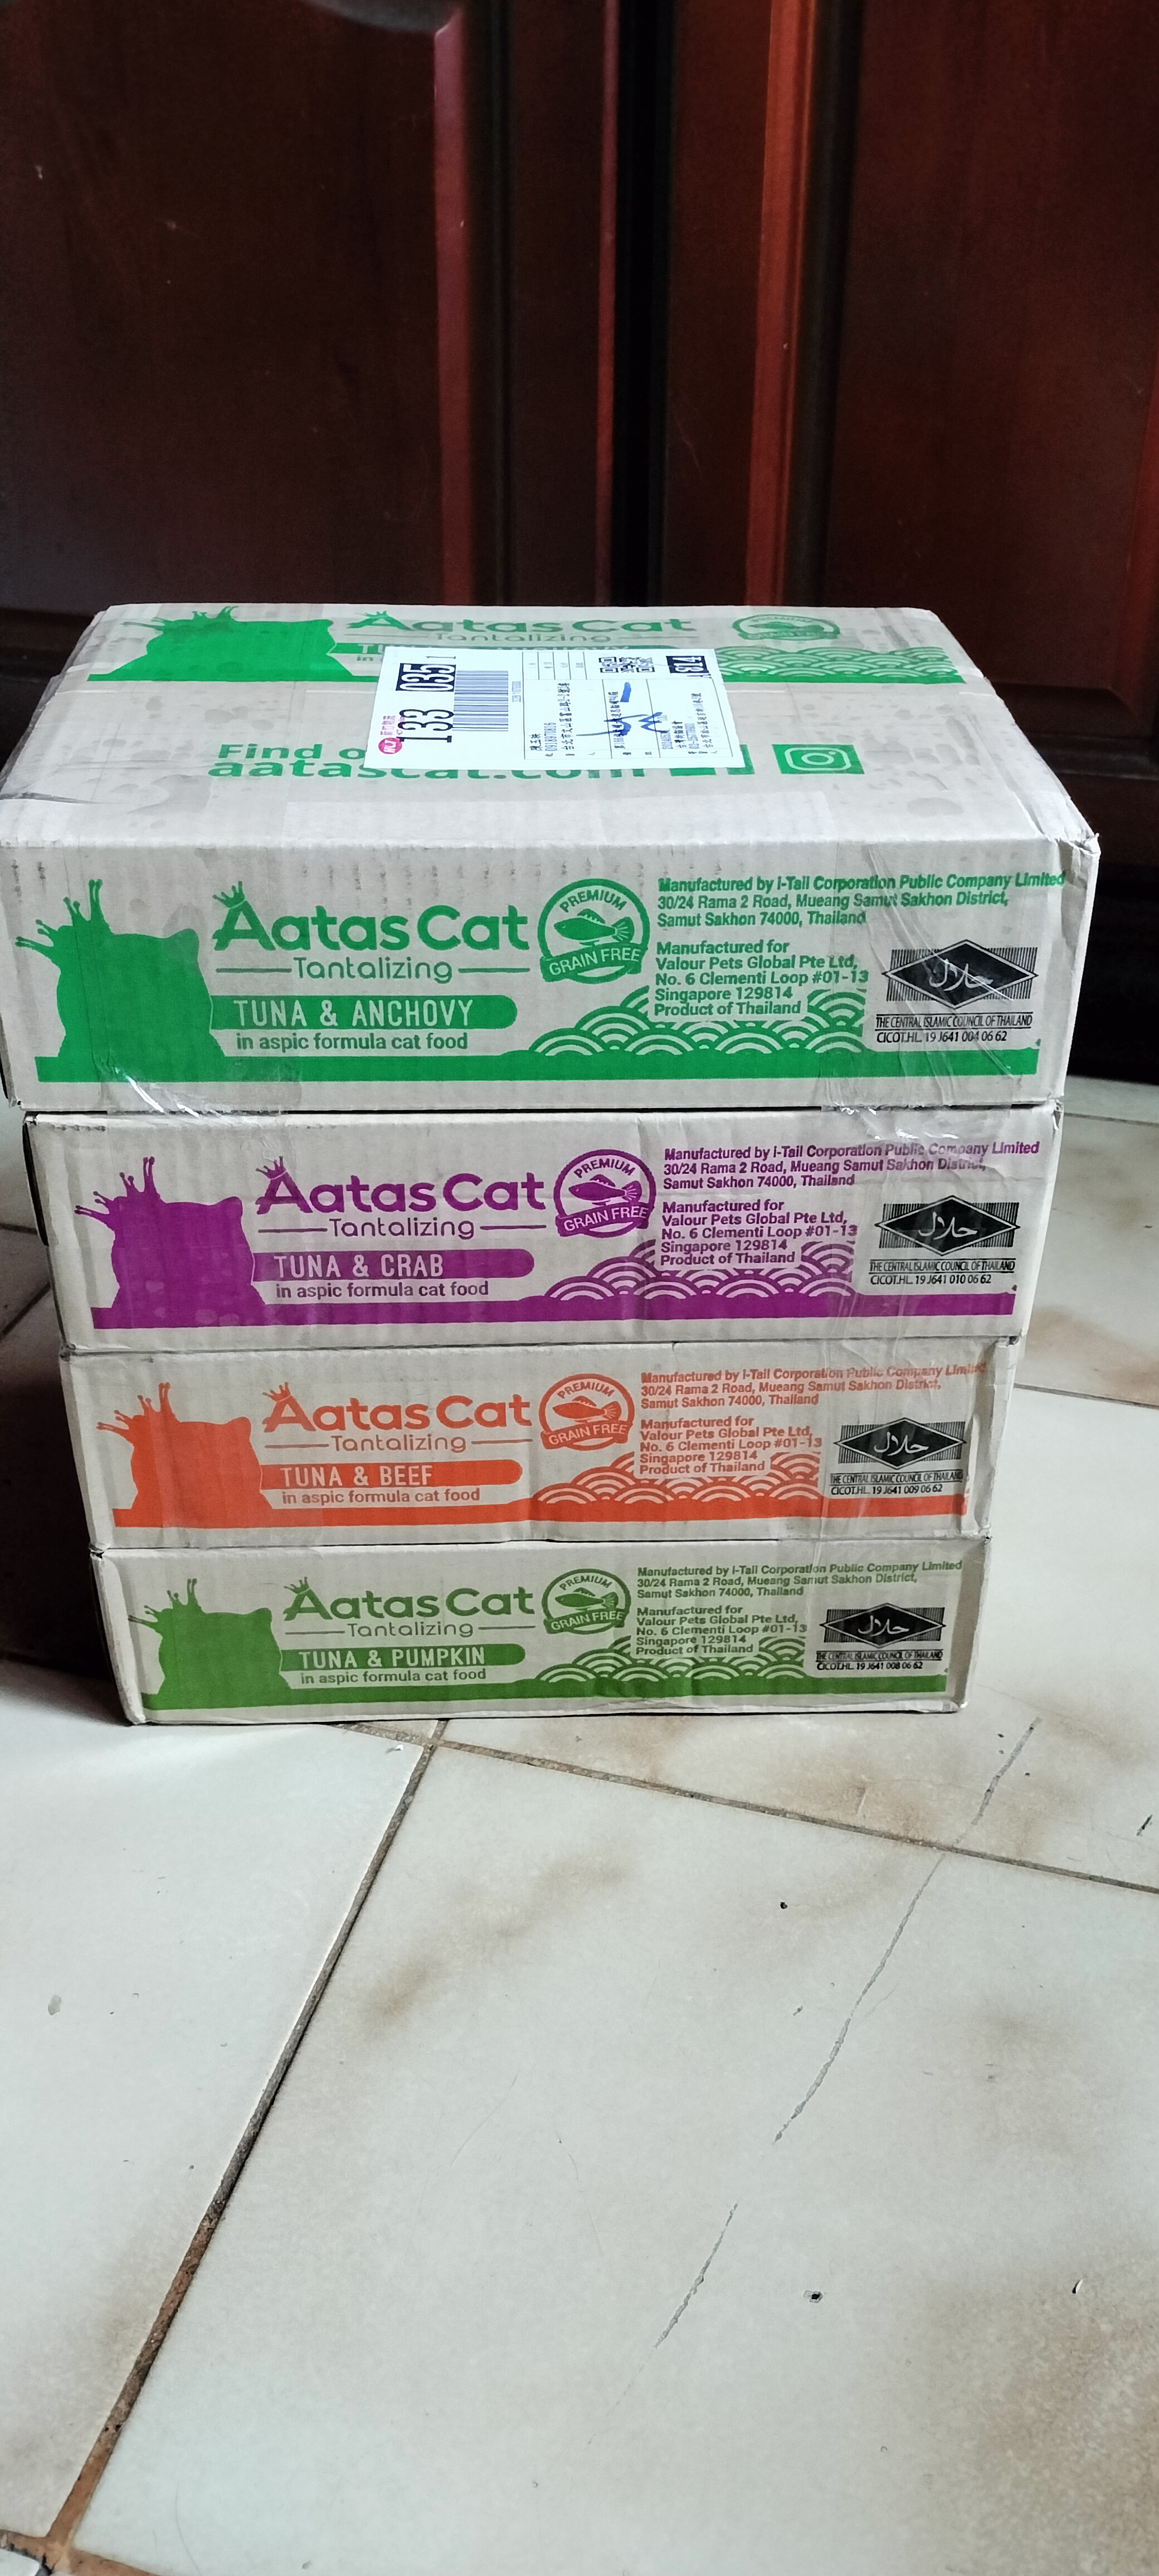 Aatas Cat
Tantalizing
133 035 1
314
Find o
aatascat.com
Aatas Cat
Tantalizing
TUNA & ANCHOVY
in aspic formula cat food
PREMIUM
GRAIN FREE
Manufactured by I-Tail Corporation Public Company Limited
30/24 Rama 2 Road, Mueang Samut Sakhon District,
Samut Sakhon 74000, Thailand
Manufactured for
Valour Pets Global Pte Ltd,
No. 6 Clementi Loop #01-13
Singapore 129814
Product of Thailand
حلال
THE CENTRAL ISLAMIC COUNCIL OF THAILAND
CICOT.HL. 19 J641 004 06 62
Aatas Cat
Tantalizing
TUNA & CRAB
in aspic formula cat food
PREMIUM
GRAIN FREE
Manufactured by I-Tail Corporation Public Company Limited
30/24 Rama 2 Road, Mueang Samut Sakhon District,
Samut Sakhon 74000, Thailand
Manufactured for
Valour Pets Global Pte Ltd,
No. 6 Clementi Loop #01-13
Singapore 129814
Product of Thailand
حلال
THE CENTRAL ISLAMIC COUNCIL OF THAILAND
CICOT.HL. 19 J641 010 06 62
Aatas Cat
Tantalizing
TUNA & BEEF
in aspic formula cat food
PREMIUM
GRAIN FREE
Manufactured by I-Tail Corporation Public Company Limited
30/24 Rama 2 Road, Mueang Samut Sakhon District,
Samut Sakhon 74000, Thailand
Manufactured for
Valour Pets Global Pte Ltd,
No. 6 Clementi Loop #01-13
Singapore 129814
Product of Thailand
حلال
THE CENTRAL ISLAMIC COUNCIL OF THAILAND
CICOT.HL. 19 J641 009 06 62
Aatas Cat
Tantalizing
TUNA & PUMPKIN
in aspic formula cat food
PREMIUM
GRAIN FREE
Manufactured by I-Tail Corporation Public Company Limited
30/24 Rama 2 Road, Mueang Samut Sakhon District,
Samut Sakhon 74000, Thailand
Manufactured for
Valour Pets Global Pte Ltd,
No. 6 Clementi Loop #01-13
Singapore 129814
Product of Thailand
حلال
THE CENTRAL ISLAMIC COUNCIL OF THAILAND
CICOT.HL. 19 J641 008 06 62